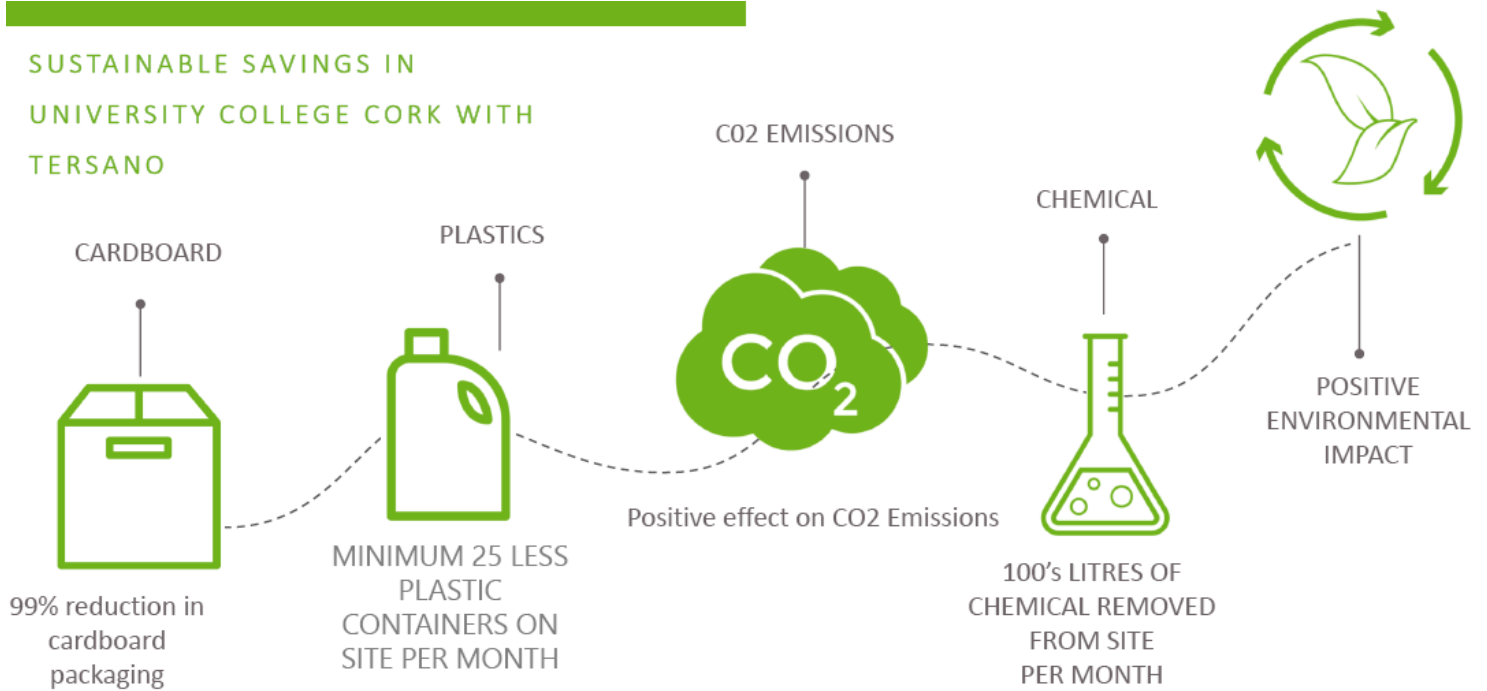 SUSTAINABLE SAVINGS IN
UNIVERSITY COLLEGE CORK WITH
TERSANO
CARDBOARD
99% reduction in
cardboard
packaging
PLASTICS
MINIMUM 25 LESS
PLASTIC
CONTAINERS ON
SITE PER MONTH
C02 EMISSIONS
CO2
Positive effect on CO2 Emissions
CHEMICAL
100’s LITRES OF
CHEMICAL REMOVED
FROM SITE
PER MONTH
POSITIVE
ENVIRONMENTAL
IMPACT